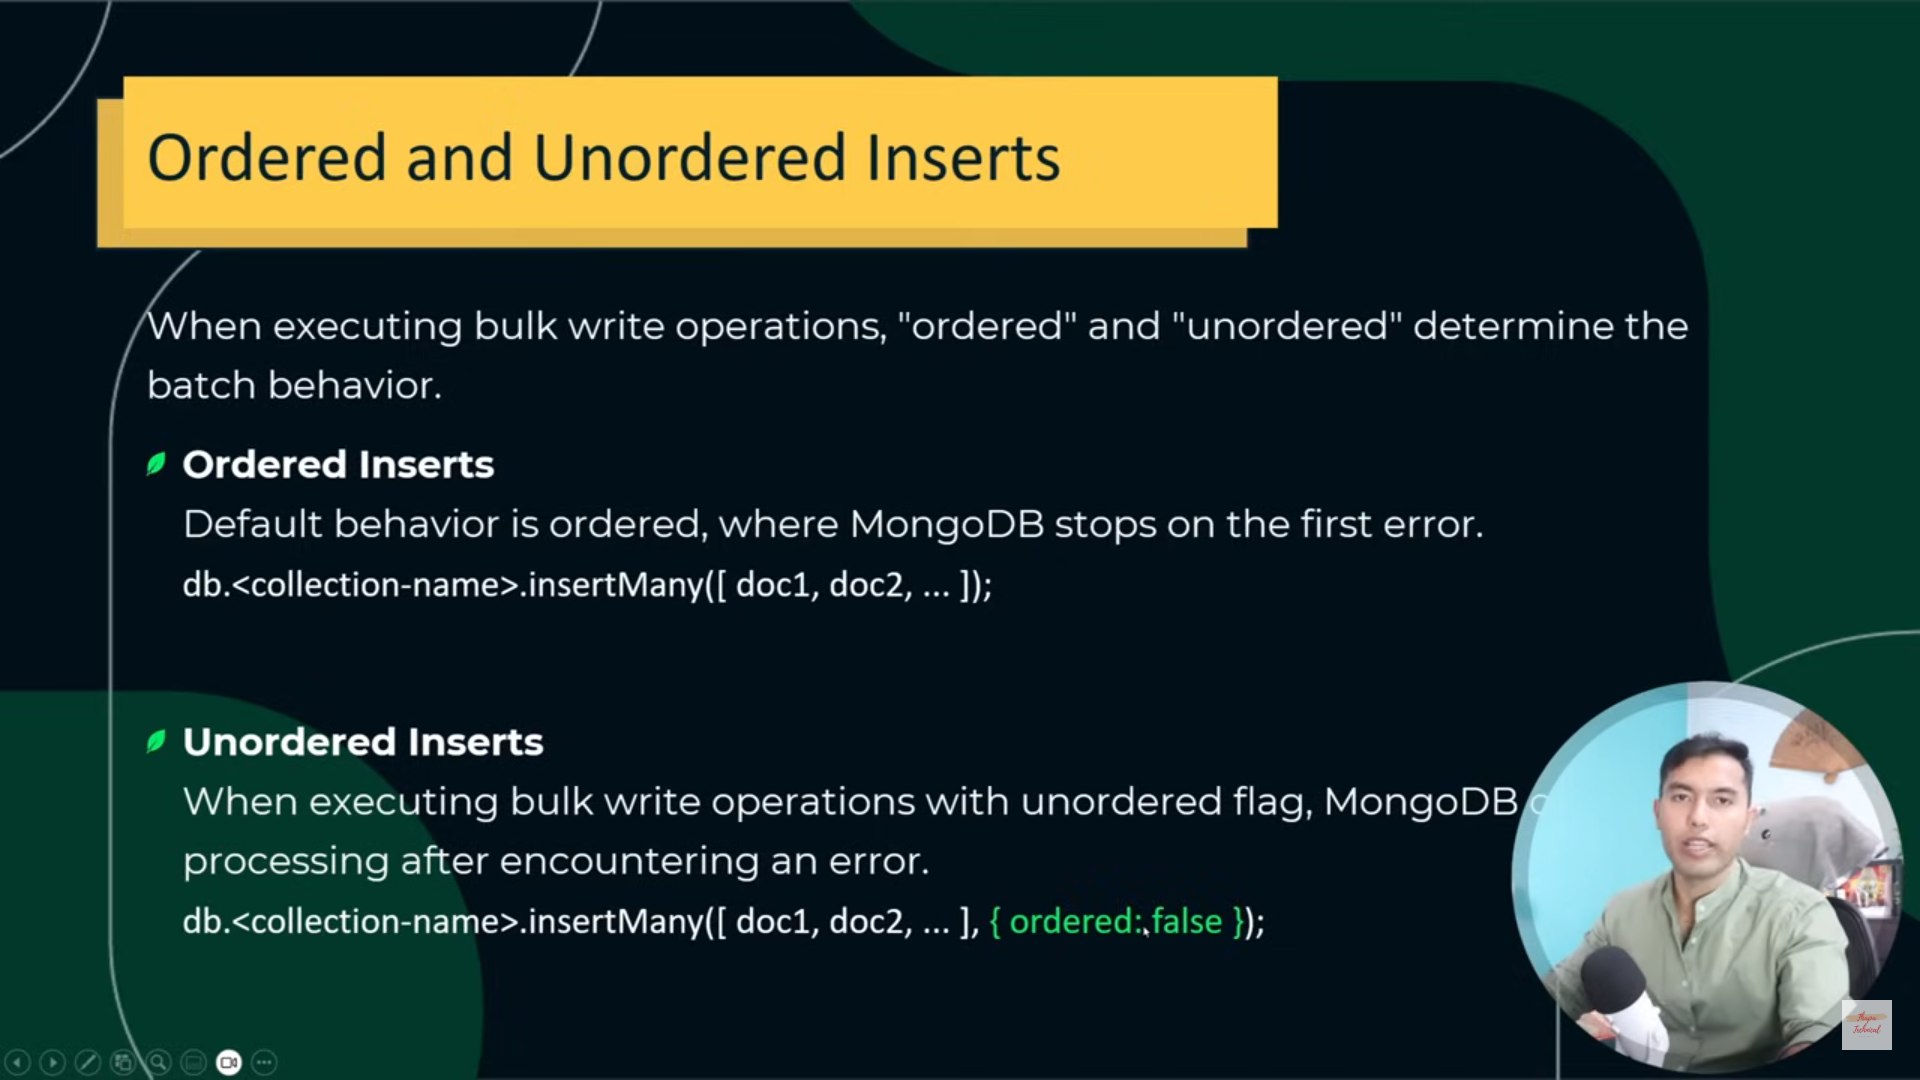 Ordered and Unordered Inserts
When executing bulk write operations, "ordered" and "unordered" determine the
batch behavior.
Ordered Inserts
Default behavior is ordered, where MongoDB stops on the first error.
db.<collection-name>.insertMany([ doc1, doc2, ... ]);
Unordered Inserts
When executing bulk write operations with unordered flag, MongoDB
processing after encountering an error.
db.<collection-name>.insertMany([ doc1, doc2, ... ], { ordered: false });
Thapa
Technical